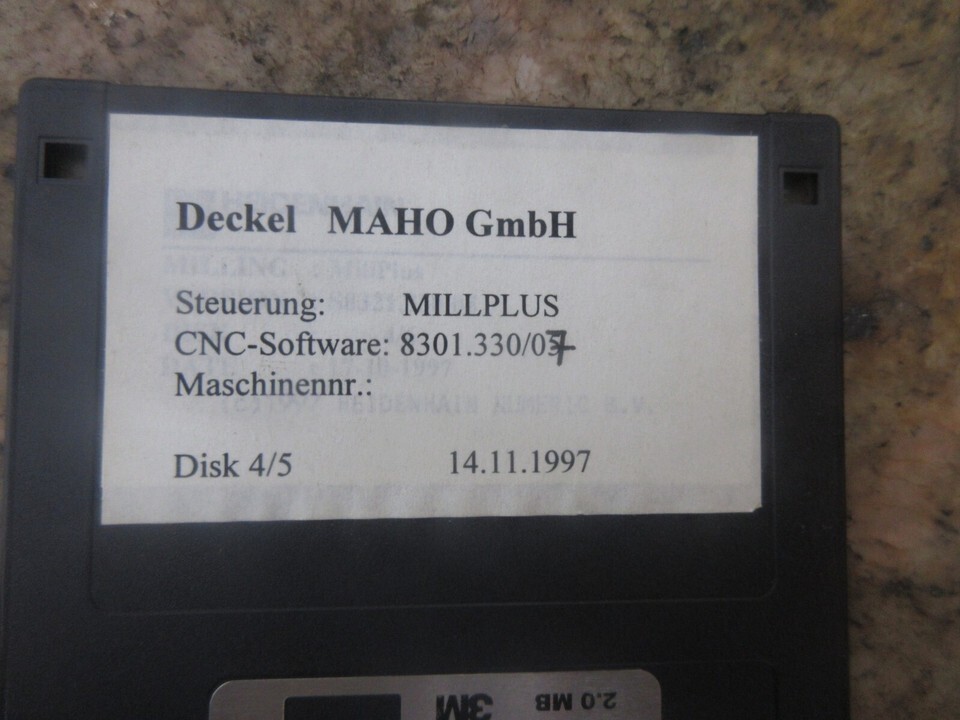 Deckel MAHO GmbH
Steuerung: MILLPLUS
CNC-Software: 8301.330/07
Maschinennr.:
Disk 4/5 14.11.1997
3M 2.0 MB